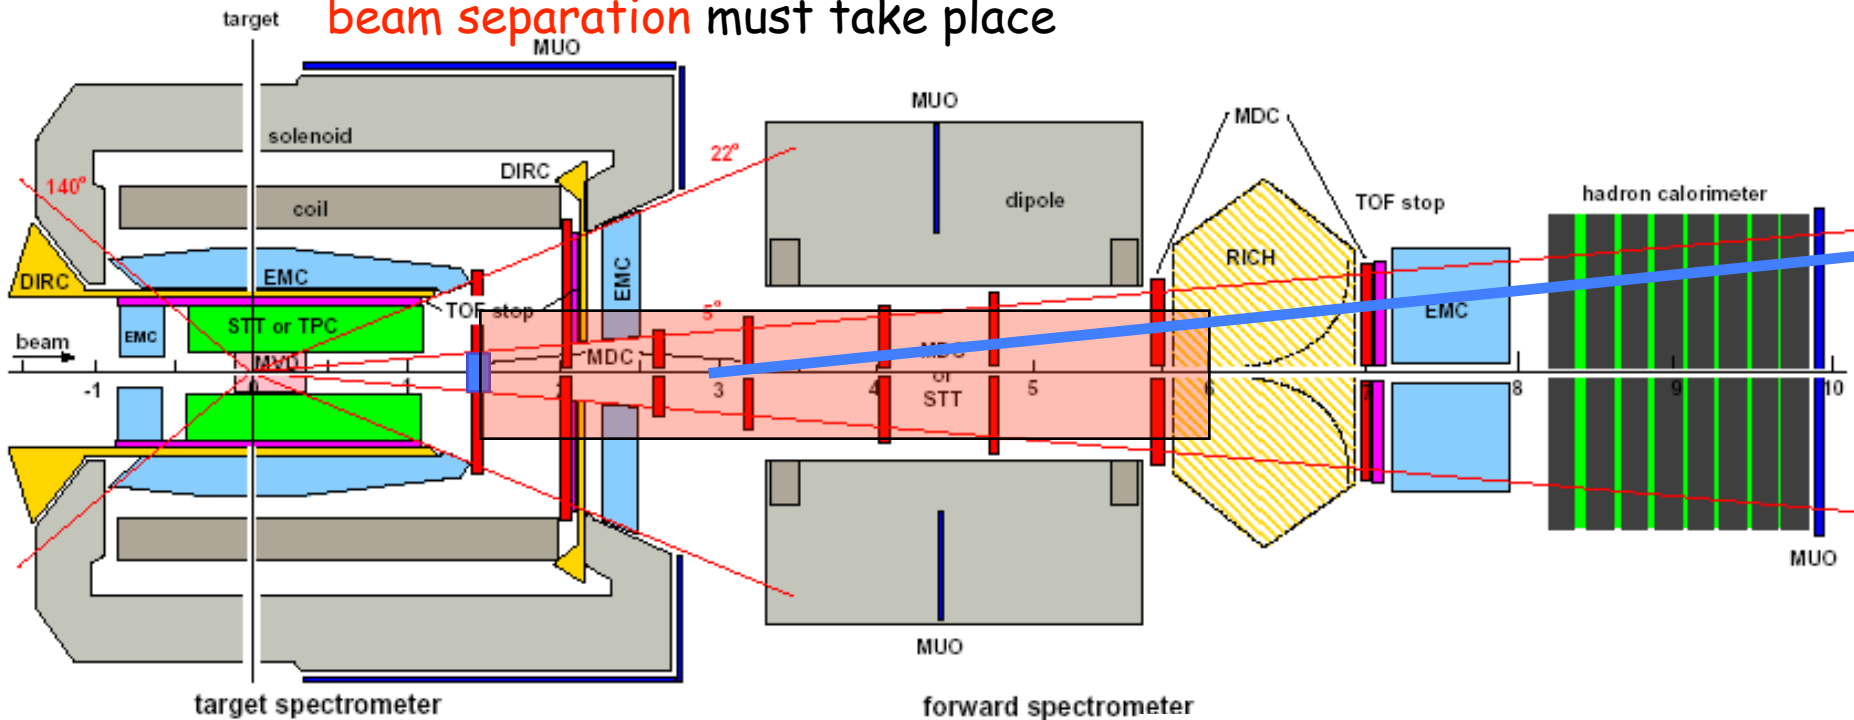 target
beam separation must take place
MUO
MUO
solenoid
MDC
DIRC
22°
140°
hadron calorimeter
dipole
TOF stop
coil
RICH
EMC
EMC
DIRC
TOF stop
5°
EMC
STT or TPC
EMC
beam
MVD
MDC
MDC
or
STT
-1 0 1 2 3 4 5 6 7 8 9 10
MUO
MUO
target spectrometer
forward spectrometer